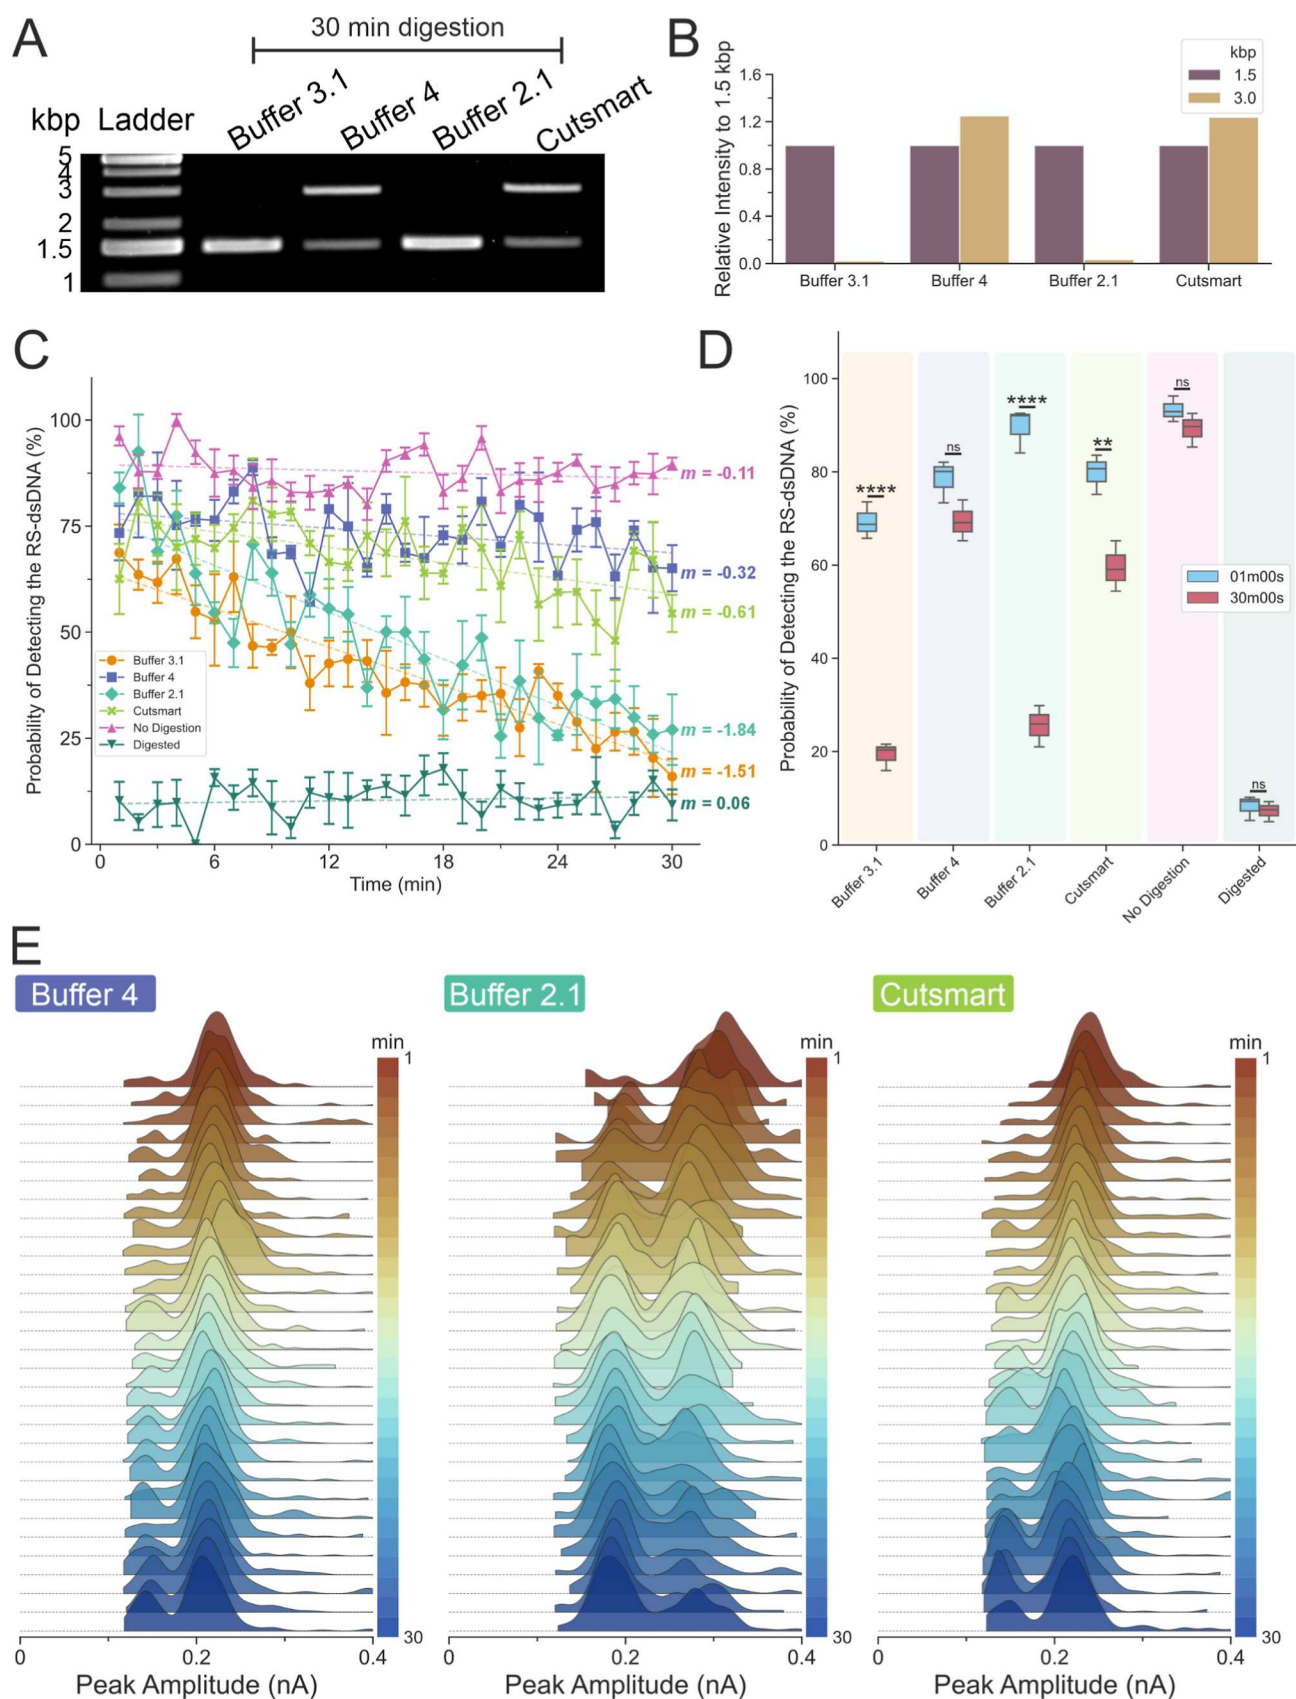 A
30 min digestion
kbp Ladder Buffer 3.1 Buffer 4 Buffer 2.1 Cutsmart
5
4
3
2
1.5
1
B
Relative Intensity to 1.5 kbp
1.6
1.2
0.8
0.4
0.0
Buffer 3.1 Buffer 4 Buffer 2.1 Cutsmart
kbp
1.5
3.0
C
Probability of Detecting the RS-dsDNA (%)
100
75
50
25
0
0 6 12 18 24 30
Time (min)
Buffer 3.1
Buffer 4
Buffer 2.1
Cutsmart
No Digestion
Digested
m = -0.11
m = -0.32
m = -0.61
m = -1.84
m = -1.51
m = 0.06
D
Probability of Detecting the RS-dsDNA (%)
100
80
60
40
20
0
**** ns **** ** ns ns
01m00s
30m00s
Buffer 3.1 Buffer 4 Buffer 2.1 Cutsmart No Digestion Digested
E
Buffer 4
min
1
30
0 0.2 0.4
Peak Amplitude (nA)
Buffer 2.1
min
1
30
0 0.2 0.4
Peak Amplitude (nA)
Cutsmart
min
1
30
0 0.2 0.4
Peak Amplitude (nA)